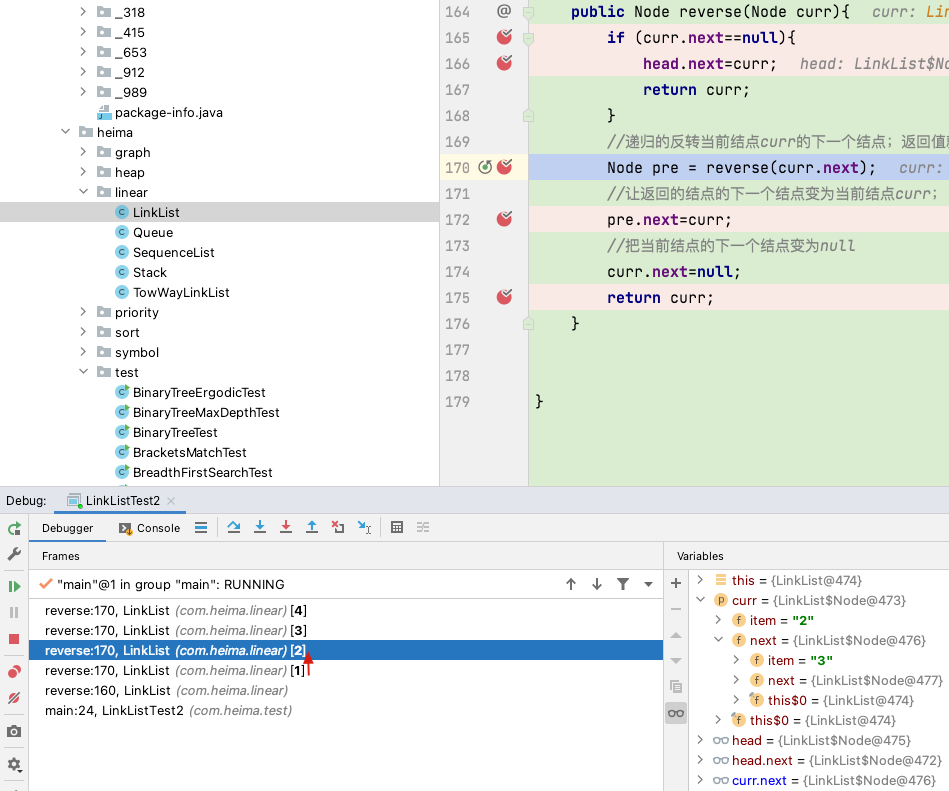 _318
_415
_653
_912
_989
package-info.java
heima
graph
heap
linear
LinkList
Queue
SequenceList
Stack
TowWayLinkList
priority
sort
symbol
test
BinaryTreeErgodicTest
BinaryTreeMaxDepthTest
BinaryTreeTest
BracketsMatchTest
BreadthFirstSearchTest
164 @ public Node reverse(Node curr){ curr: Lin
165 if (curr.next==null){
166 head.next=curr; head: LinkList$No
167 return curr;
168 }
169 //递归的反转当前结点curr的下一个结点；返回值
170 Node pre = reverse(curr.next); curr:
171 //让返回的结点的下一个结点变为当前结点curr；
172 pre.next=curr;
173 //把当前结点的下一个结点变为null
174 curr.next=null;
175 return curr;
176 }
177
178
179 }
Debug: LinkListTest2
Debugger Console
Frames
"main"@1 in group "main": RUNNING
reverse:170, LinkList (com.heima.linear) [4]
reverse:170, LinkList (com.heima.linear) [3]
reverse:170, LinkList (com.heima.linear) [2]
reverse:170, LinkList (com.heima.linear) [1]
reverse:160, LinkList (com.heima.linear)
main:24, LinkListTest2 (com.heima.test)
Variables
this = {LinkList@474}
curr = {LinkList$Node@473}
item = "2"
next = {LinkList$Node@476}
item = "3"
next = {LinkList$Node@477}
this$0 = {LinkList@474}
this$0 = {LinkList@474}
head = {LinkList$Node@475}
head.next = {LinkList$Node@472}
curr.next = {LinkList$Node@476}